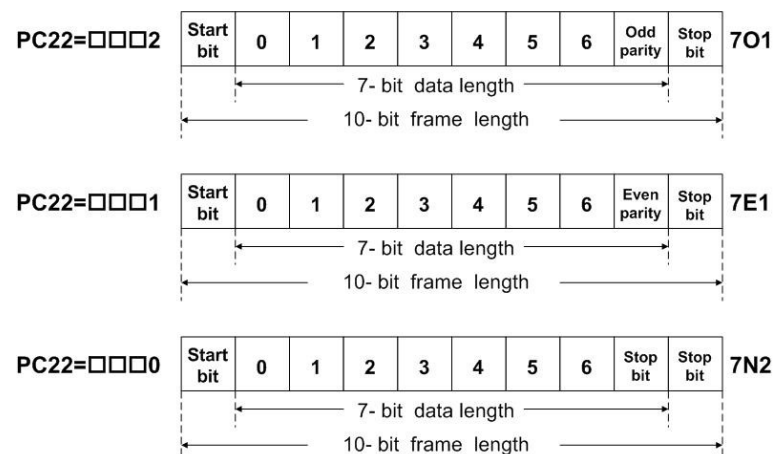 PC22=□□□2 Start bit 0 1 2 3 4 5 6 Odd parity Stop bit 7O1
7- bit data length
10- bit frame length
PC22=□□□1 Start bit 0 1 2 3 4 5 6 Even parity Stop bit 7E1
7- bit data length
10- bit frame length
PC22=□□□0 Start bit 0 1 2 3 4 5 6 Stop bit Stop bit 7N2
7- bit data length
10- bit frame length